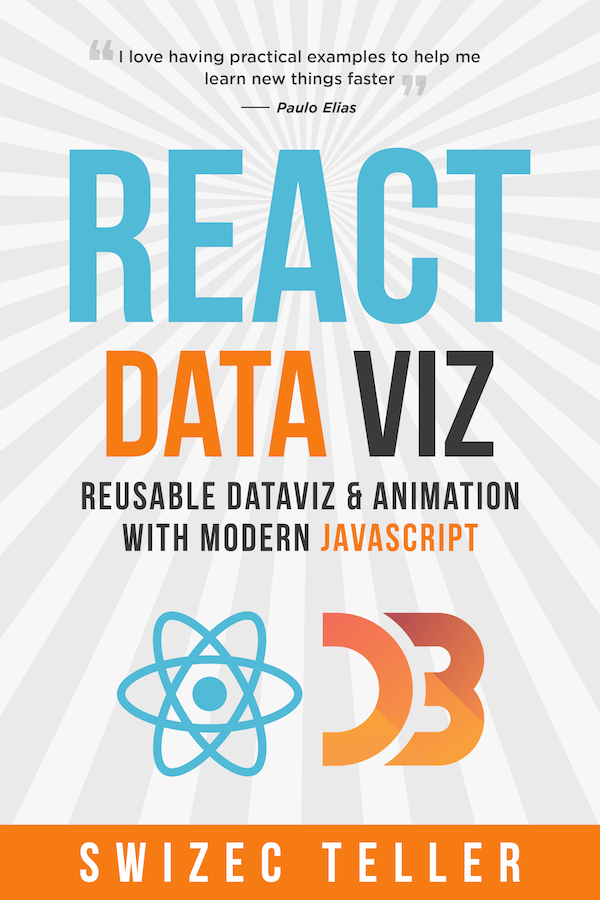 “I love having practical examples to help me
learn new things faster”
— Paulo Elias
REACT
DATA VIZ
REUSABLE DATAVIZ & ANIMATION
WITH MODERN JAVASCRIPT
D3
SWIZEC TELLER